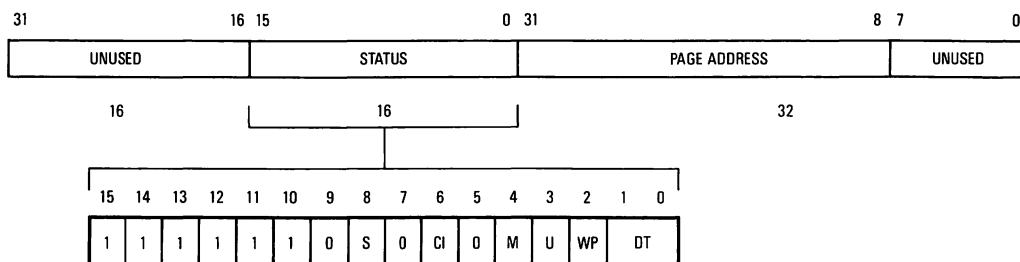 31 16 15 0 31 8 7 0
UNUSED STATUS PAGE ADDRESS UNUSED
16 16 32
15 14 13 12 11 10 9 8 7 6 5 4 3 2 1 0
1 1 1 1 1 1 0 S 0 CI 0 M U WP DT